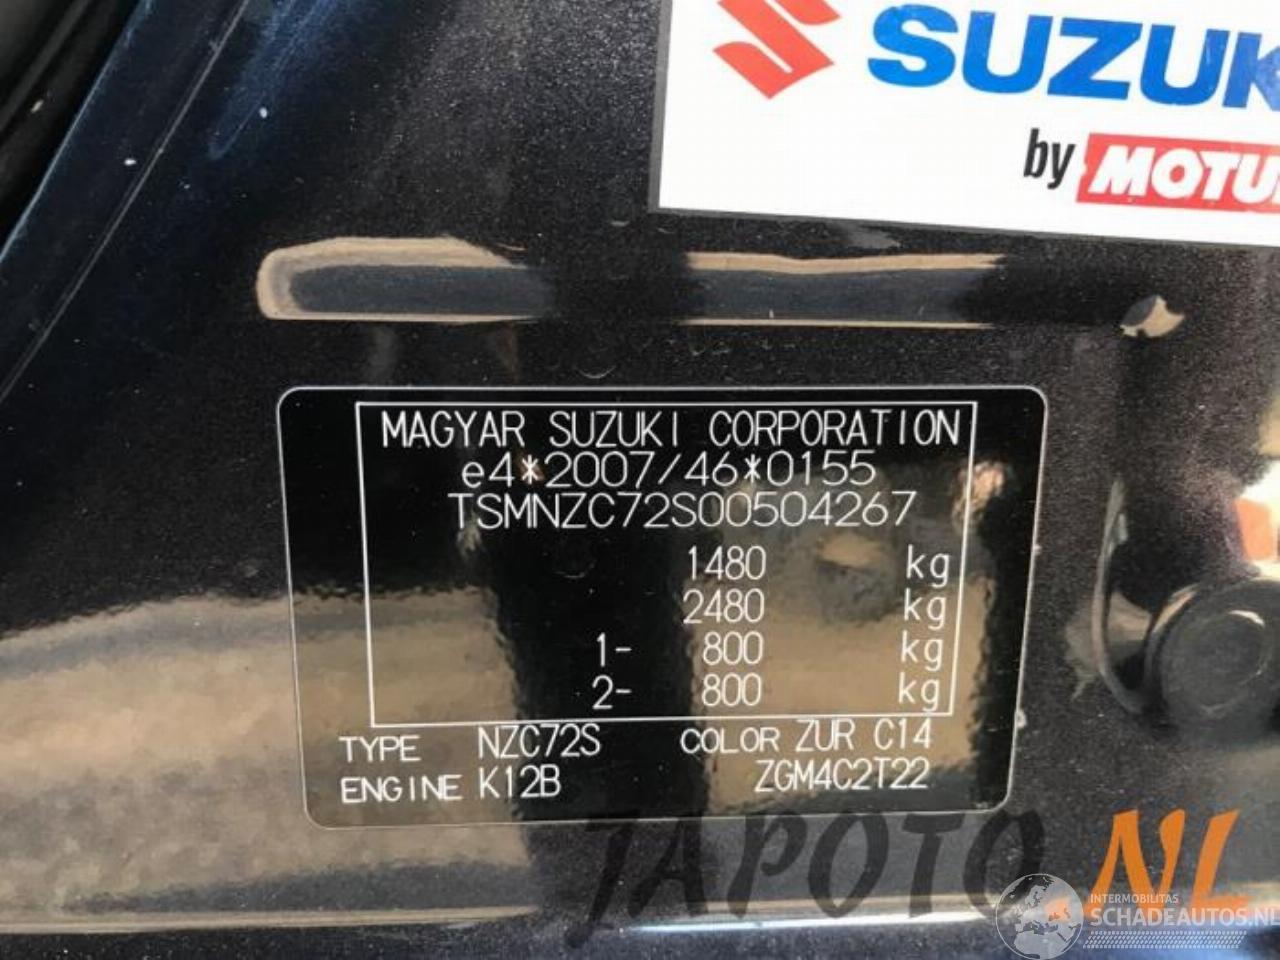 SUZUK
by MOTU
MAGYAR SUZUKI CORPORATION
e4*2007/46*0155
TSMNZC72S00504267
1480 kg
2480 kg
1- 800 kg
2- 800 kg
TYPE NZC72S COLOR ZUR C14
ENGINE K12B ZGM4C2T22
JAPOTO.NL
INTERMOBILITAS
SCHADEAUTOS.NL